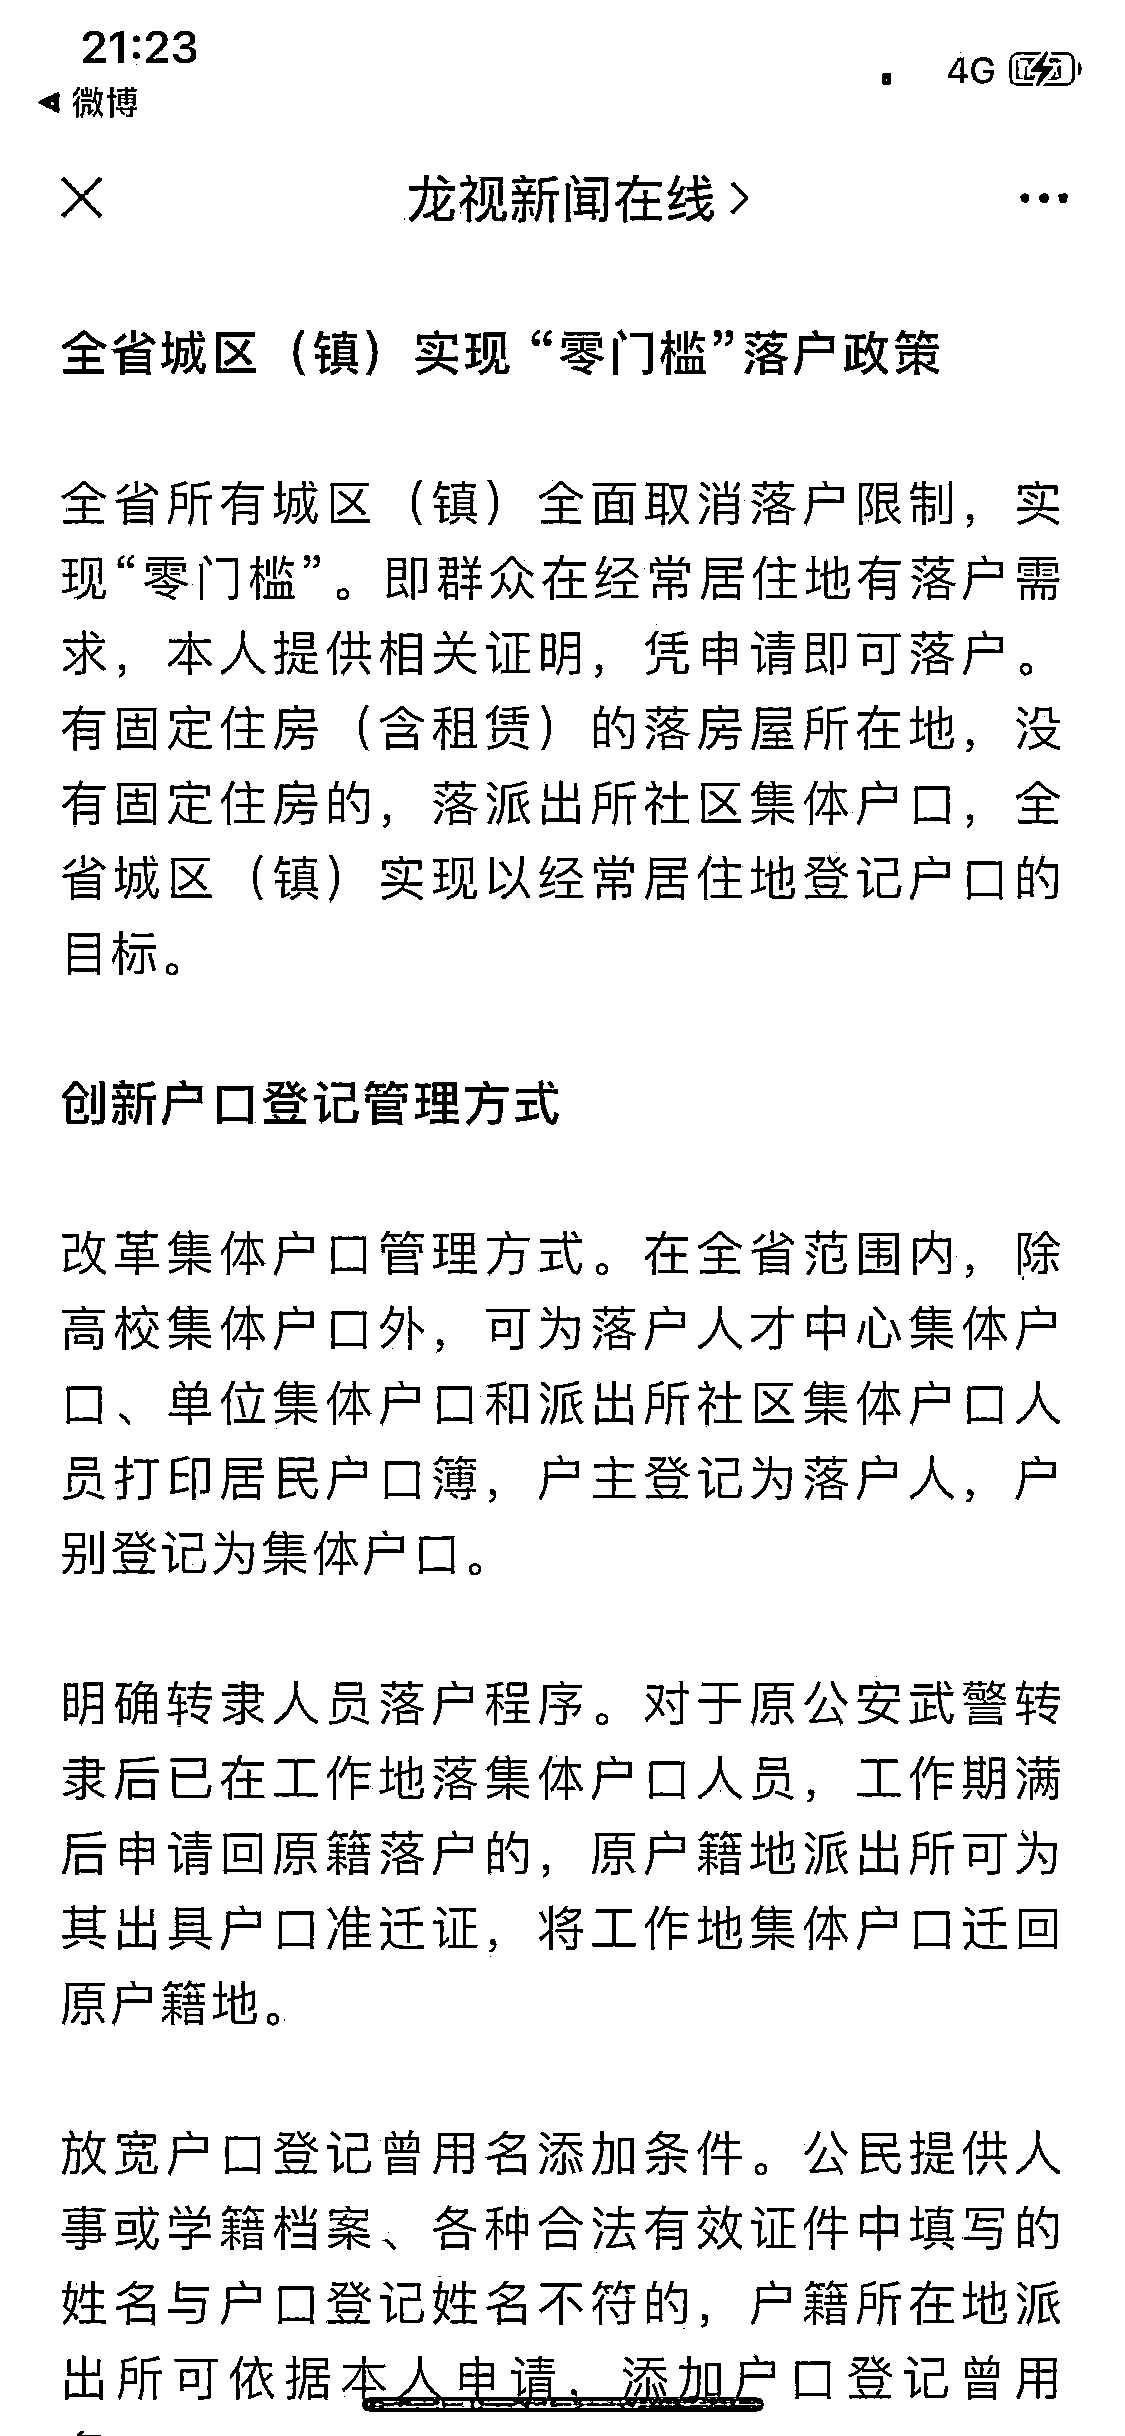 21:23
4G
微博
龙视新闻在线
全省城区（镇）实现“零门槛”落户政策
全省所有城区（镇）全面取消落户限制，实
现“零门槛”。即群众在经常居住地有落户需
求，本人提供相关证明，凭申请即可落户。
有固定住房（含租赁）的落房屋所在地，没
有固定住房的，落派出所社区集体户口，全
省城区（镇）实现以经常居住地登记户口的
目标。
创新户口登记管理方式
改革集体户口管理方式。在全省范围内，除
高校集体户口外，可为落户人才中心集体户
口、单位集体户口和派出所社区集体户口人
员打印居民户口簿，户主登记为落户人，户
别登记为集体户口。
明确转隶人员落户程序。对于原公安武警转
隶后已在工作地落集体户口人员，工作期满
后申请回原籍落户的，原户籍地派出所可为
其出具户口准迁证，将工作地集体户口迁回
原户籍地。
放宽户口登记曾用名添加条件。公民提供人
事或学籍档案、各种合法有效证件中填写的
姓名与户口登记姓名不符的，户籍所在地派
出所可依据本人申请，添加户口登记曾用